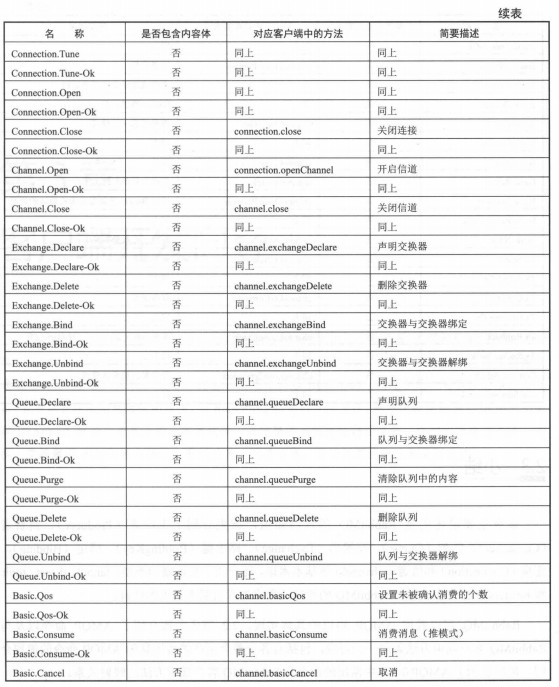 续表
名 称 是否包含内容体 对应客户端中的方法 简要描述
Connection.Tune 否 同上 同上
Connection.Tune-Ok 否 同上 同上
Connection.Open 否 同上 同上
Connection.Open-Ok 否 同上 同上
Connection.Close 否 connection.close 关闭连接
Connection.Close-Ok 否 同上 同上
Channel.Open 否 connection.openChannel 开启信道
Channel.Open-Ok 否 同上 同上
Channel.Close 否 channel.close 关闭信道
Channel.Close-Ok 否 同上 同上
Exchange.Declare 否 channel.exchangeDeclare 声明交换器
Exchange.Declare-Ok 否 同上 同上
Exchange.Delete 否 channel.exchangeDelete 删除交换器
Exchange.Delete-Ok 否 同上 同上
Exchange.Bind 否 channel.exchangeBind 交换器与交换器绑定
Exchange.Bind-Ok 否 同上 同上
Exchange.Unbind 否 channel.exchangeUnbind 交换器与交换器解绑
Exchange.Unbind-Ok 否 同上 同上
Queue.Declare 否 channel.queueDeclare 声明队列
Queue.Declare-Ok 否 同上 同上
Queue.Bind 否 channel.queueBind 队列与交换器绑定
Queue.Bind-Ok 否 同上 同上
Queue.Purge 否 channel.queuePurge 清除队列中的内容
Queue.Purge-Ok 否 同上 同上
Queue.Delete 否 channel.queueDelete 删除队列
Queue.Delete-Ok 否 同上 同上
Queue.Unbind 否 channel.queueUnbind 队列与交换器解绑
Queue.Unbind-Ok 否 同上 同上
Basic.Qos 否 channel.basicQos 设置未被确认消费的个数
Basic.Qos-Ok 否 同上 同上
Basic.Consume 否 channel.basicConsume 消费消息（推模式）
Basic.Consume-Ok 否 同上 同上
Basic.Cancel 否 channel.basicCancel 取消